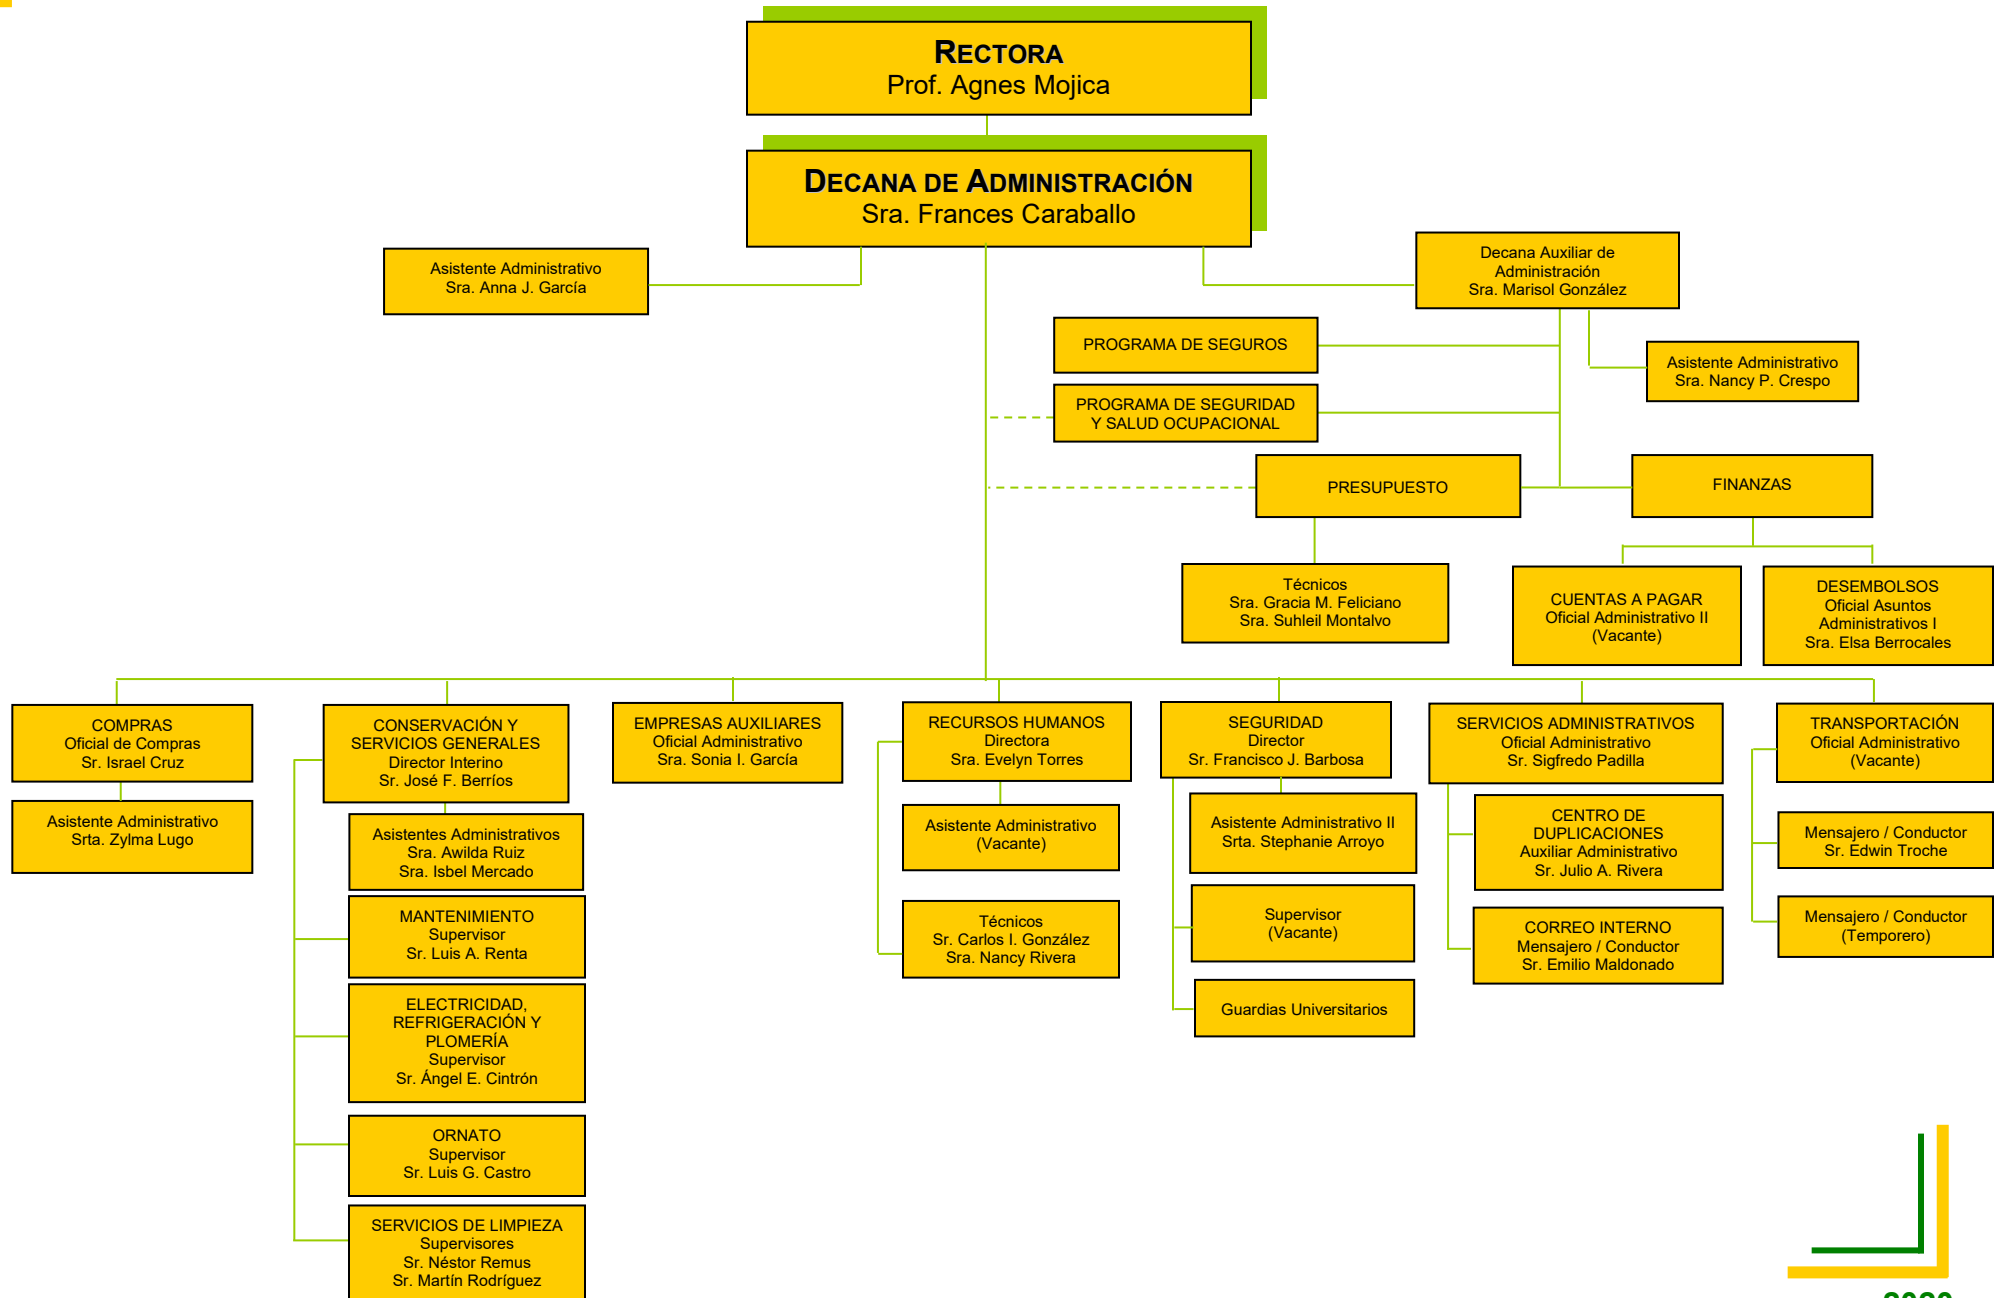 RECTORA
Prof. Agnes Mojica
DECANA DE ADMINISTRACIÓN
Sra. Frances Caraballo
Asistente Administrativo
Sra. Anna J. García
Decana Auxiliar de
Administración
Sra. Marisol González
PROGRAMA DE SEGUROS
Asistente Administrativo
Sra. Nancy P. Crespo
PROGRAMA DE SEGURIDAD
Y SALUD OCUPACIONAL
PRESUPUESTO
FINANZAS
Técnicos
Sra. Gracia M. Feliciano
Sra. Suhleil Montalvo
CUENTAS A PAGAR
Oficial Administrativo II
(Vacante)
DESEMBOLSOS
Oficial Asuntos
Administrativos I
Sra. Elsa Berrocales
COMPRAS
Oficial de Compras
Sr. Israel Cruz
Asistente Administrativo
Srta. Zylma Lugo
CONSERVACIÓN Y
SERVICIOS GENERALES
Director Interino
Sr. José F. Berríos
Asistentes Administrativos
Sra. Awilda Ruiz
Sra. Isbel Mercado
MANTENIMIENTO
Supervisor
Sr. Luis A. Renta
ELECTRICIDAD,
REFRIGERACIÓN Y
PLOMERÍA
Supervisor
Sr. Ángel E. Cintrón
ORNATO
Supervisor
Sr. Luis G. Castro
SERVICIOS DE LIMPIEZA
Supervisores
Sr. Néstor Remus
Sr. Martín Rodríguez
EMPRESAS AUXILIARES
Oficial Administrativo
Sra. Sonia I. García
RECURSOS HUMANOS
Directora
Sra. Evelyn Torres
Asistente Administrativo
(Vacante)
Técnicos
Sr. Carlos I. González
Sra. Nancy Rivera
SEGURIDAD
Director
Sr. Francisco J. Barbosa
Asistente Administrativo II
Srta. Stephanie Arroyo
Supervisor
(Vacante)
Guardias Universitarios
SERVICIOS ADMINISTRATIVOS
Oficial Administrativo
Sr. Sigfredo Padilla
CENTRO DE
DUPLICACIONES
Auxiliar Administrativo
Sr. Julio A. Rivera
CORREO INTERNO
Mensajero / Conductor
Sr. Emilio Maldonado
TRANSPORTACIÓN
Oficial Administrativo
(Vacante)
Mensajero / Conductor
Sr. Edwin Troche
Mensajero / Conductor
(Temporero)